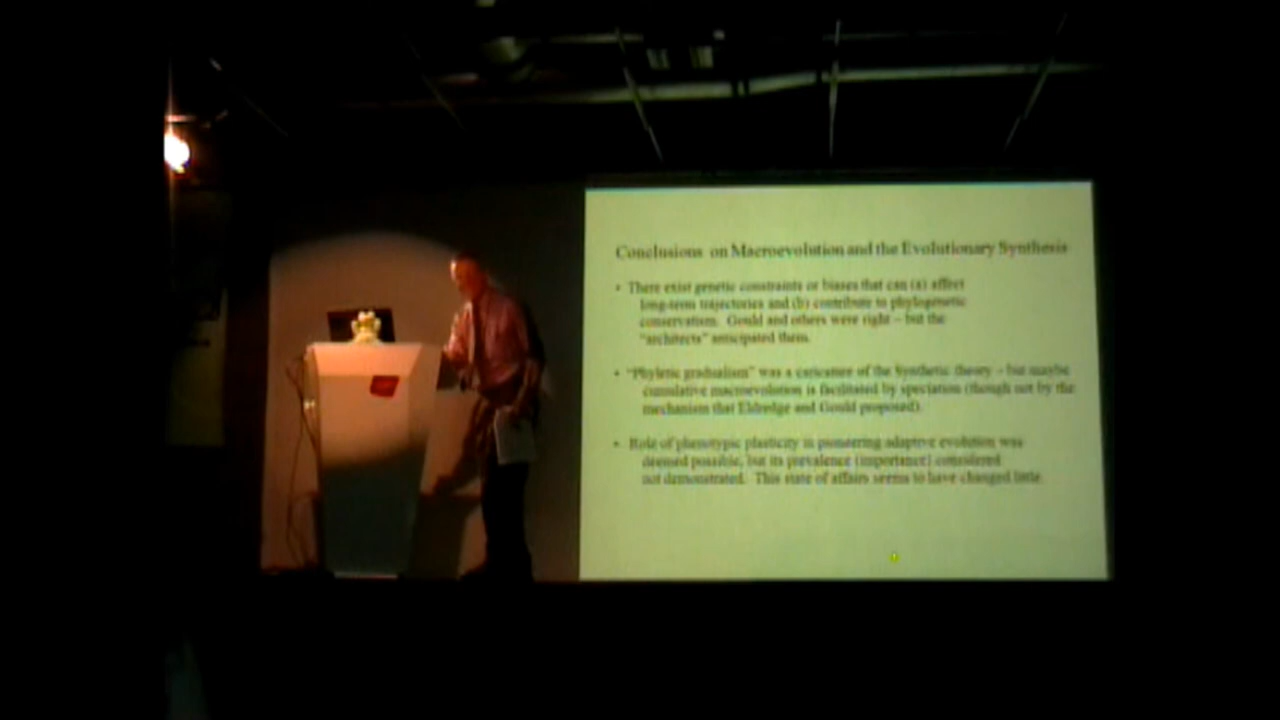 Conclusions on Macroevolution and the Evolutionary Synthesis
• There exist genetic constraints or biases that can (a) affect
long-term trajectories and (b) contribute to phylogenetic
conservatism. Gould and others were right – but the
"architects" anticipated them.
• "Phyletic gradualism" was a caricature of the Synthetic theory – but maybe
cumulative macroevolution is facilitated by speciation (though not by the
mechanism that Eldredge and Gould proposed).
• Role of phenotypic plasticity in pioneering adaptive evolution was
deemed possible, but its prevalence (importance) considered
not demonstrated. This state of affairs seems to have changed little.